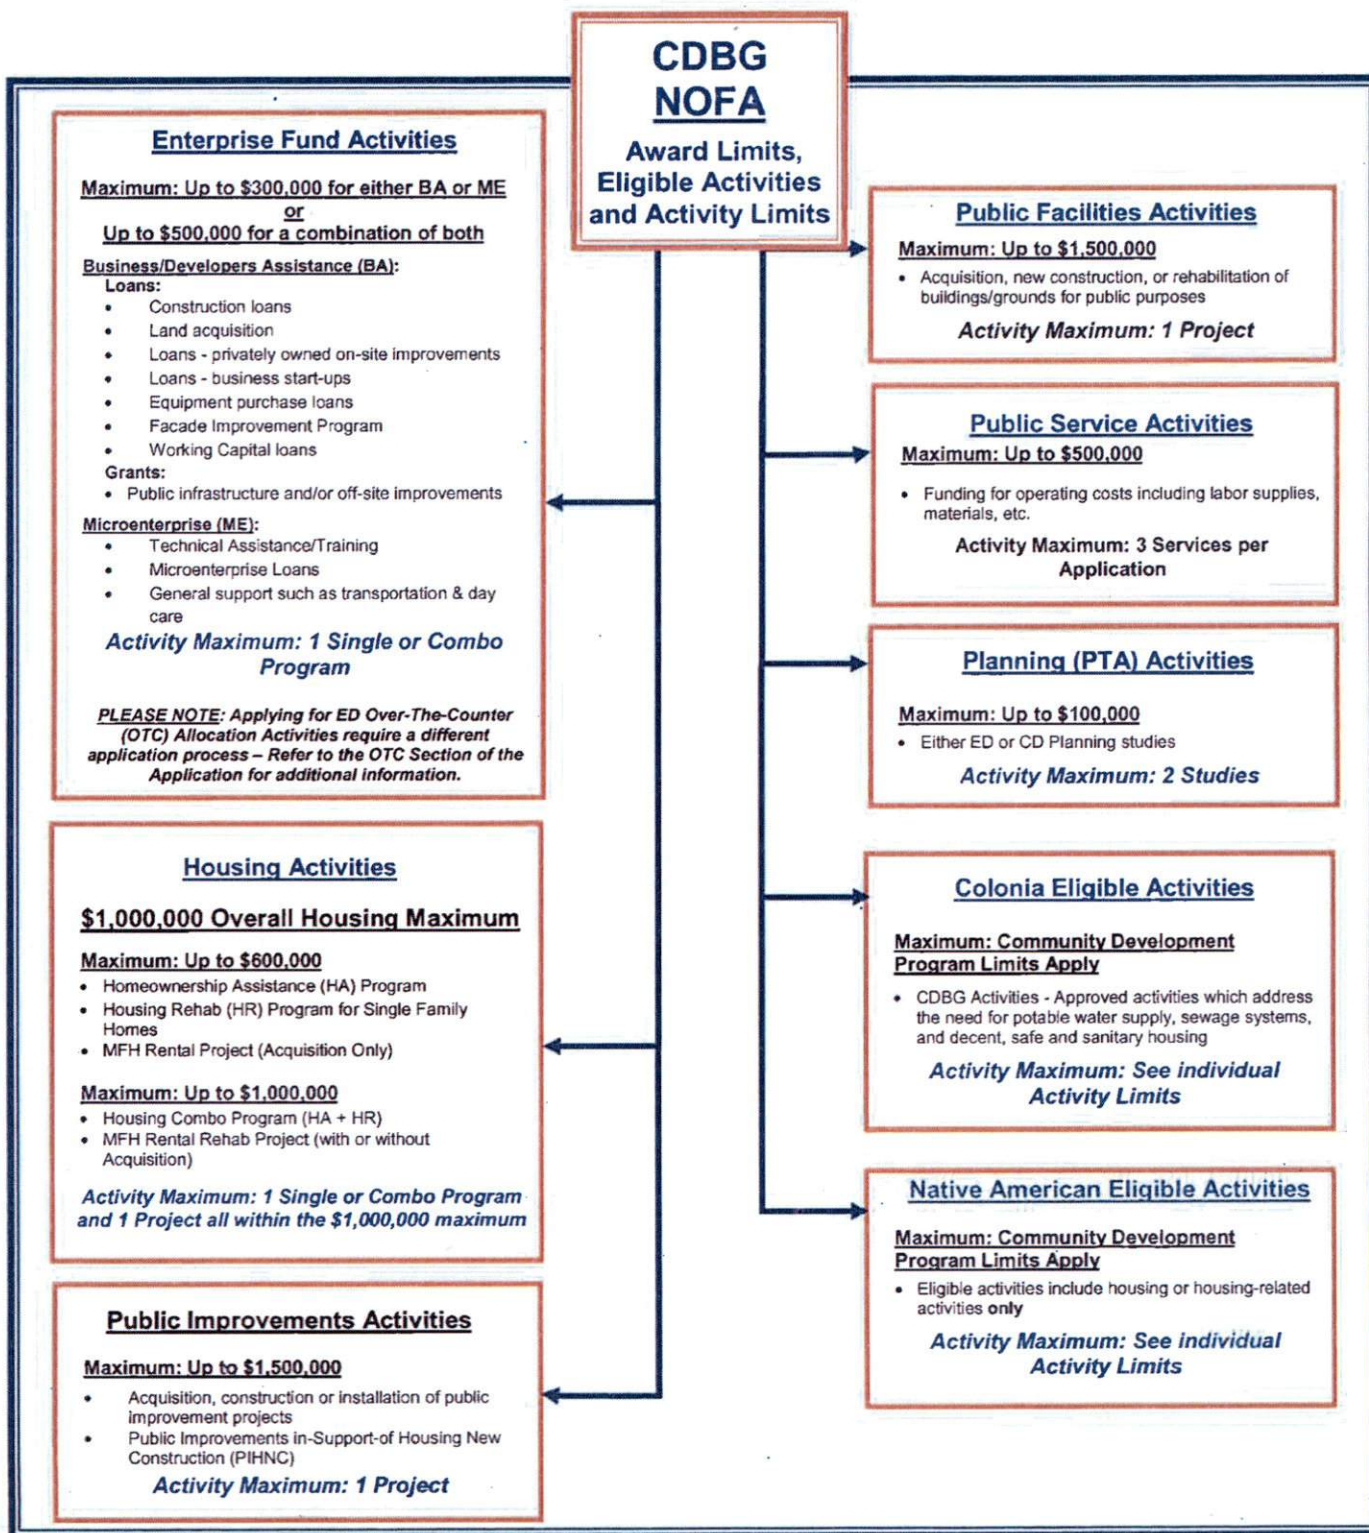 CDBG
NOFA
Award Limits,
Eligible Activities
and Activity Limits
Enterprise Fund Activities
Maximum: Up to $300,000 for either BA or ME
or
Up to $500,000 for a combination of both
Business/Developers Assistance (BA):
Loans:
• Construction loans
• Land acquisition
• Loans - privately owned on-site improvements
• Loans - business start-ups
• Equipment purchase loans
• Facade Improvement Program
• Working Capital loans
Grants:
• Public infrastructure and/or off-site improvements
Microenterprise (ME):
• Technical Assistance/Training
• Microenterprise Loans
• General support such as transportation & day
care
Activity Maximum: 1 Single or Combo
Program
PLEASE NOTE: Applying for ED Over-The-Counter
(OTC) Allocation Activities require a different
application process – Refer to the OTC Section of the
Application for additional information.
Housing Activities
$1,000,000 Overall Housing Maximum
Maximum: Up to $600,000
• Homeownership Assistance (HA) Program
• Housing Rehab (HR) Program for Single Family
Homes
• MFH Rental Project (Acquisition Only)
Maximum: Up to $1,000,000
• Housing Combo Program (HA + HR)
• MFH Rental Rehab Project (with or without
Acquisition)
Activity Maximum: 1 Single or Combo Program
and 1 Project all within the $1,000,000 maximum
Public Improvements Activities
Maximum: Up to $1,500,000
• Acquisition, construction or installation of public
improvement projects
• Public Improvements in-Support-of Housing New
Construction (PIHNC)
Activity Maximum: 1 Project
Public Facilities Activities
Maximum: Up to $1,500,000
• Acquisition, new construction, or rehabilitation of
buildings/grounds for public purposes
Activity Maximum: 1 Project
Public Service Activities
Maximum: Up to $500,000
• Funding for operating costs including labor supplies,
materials, etc.
Activity Maximum: 3 Services per
Application
Planning (PTA) Activities
Maximum: Up to $100,000
• Either ED or CD Planning studies
Activity Maximum: 2 Studies
Colonia Eligible Activities
Maximum: Community Development
Program Limits Apply
• CDBG Activities - Approved activities which address
the need for potable water supply, sewage systems,
and decent, safe and sanitary housing
Activity Maximum: See individual
Activity Limits
Native American Eligible Activities
Maximum: Community Development
Program Limits Apply
• Eligible activities include housing or housing-related
activities only
Activity Maximum: See individual
Activity Limits